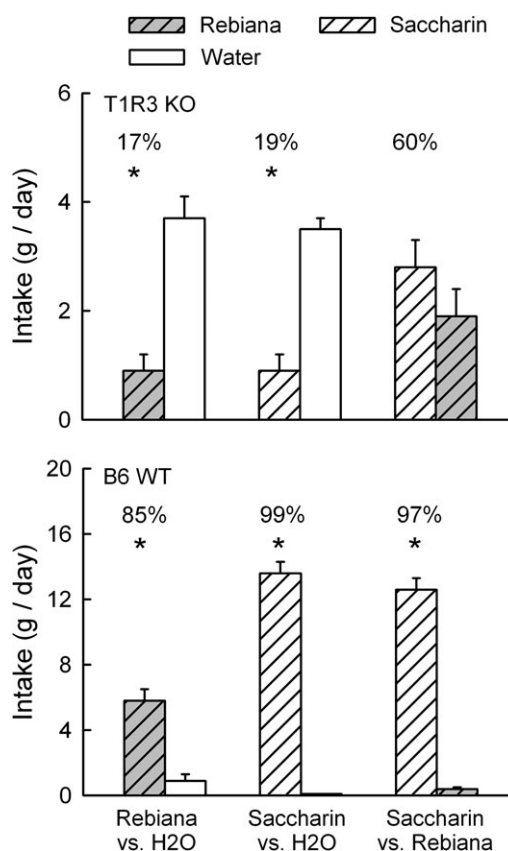 Rebiana Saccharin
Water
T1R3 KO
17% 19% 60%
* * *
6
4
2
0
Intake (g / day)
B6 WT
85% 99% 97%
* * *
20
16
12
8
4
0
Intake (g / day)
Rebiana Saccharin Saccharin
vs. H2O vs. H2O vs. Rebiana